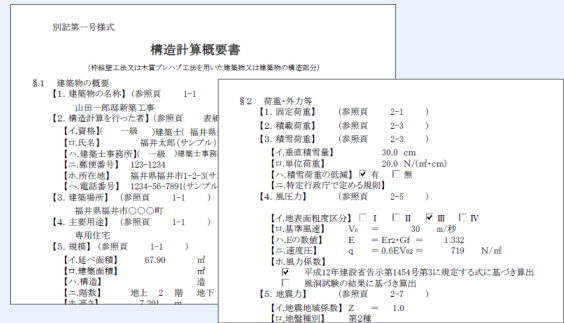 別記第一号様式
構造計算概要書
(枠組壁工法又は木質プレハブ工法を用いた建築物又は建築物の構造部分)
§1 建築物の概要
【1. 建築物の名称】(参照頁 1-1
山田一郎邸新築工事
【2. 構造計算を行った者】(参照頁 表紙
【イ.資格】( 一級 )建築士( 福井県
【ロ.氏名】 福井太郎(サンプル
【ハ.建築士事務所】( 一級 )建築士事務
【ニ.郵便番号】 123-1234
【ホ.所在地】 福井県福井市1-2-3(サ
【ヘ.電話番号】 1234-56-7891(サンプル
【3. 建築場所】 (参照頁 1-1 )
福井県福井市〇〇〇町
【4. 主要用途】 (参照頁 1-1 )
専用住宅
【5. 規模】(参照頁 1-1 )
【イ.延べ面積】 67.90 ㎡
【ロ.建築面積】 ㎡
【ハ.構造】 造
【ニ.階数】 地上 2 階 地下
【ホ.高さ】 7.201 m
§2 荷重・外力等
【1. 固定荷重】 (参照頁 2-1 )
【2. 積載荷重】 (参照頁 2-3 )
【3. 積雪荷重】 (参照頁 2-3 )
【イ.垂直積雪量】 30.0 cm
【ロ.単位荷重】 20.0 N/(㎡・cm)
【ハ.積雪荷重の低減】 ☑ 有 □ 無
【ニ.特定行政庁で定める規則】
【4. 風圧力】 (参照頁 2-5 )
【イ.地表面粗度区分】 □ Ⅰ □ Ⅱ ☑ Ⅲ □ Ⅳ
【ロ.基準風速】 V₀ = 30 m/秒
【ハ.Eの数値】 E = Er2・Gf = 1.332
【ニ.速度圧】 q = 0.6EV02 = 719 N/㎡
【ホ.風力係数】
☑ 平成12年建設省告示第1454号第3に規定する式に基づき算出
□ 風洞試験の結果に基づき算出
【5. 地震力】 (参照頁 2-7 )
【イ.地震地域係数】 Z = 1.0
【ロ.地盤種別】 第2種